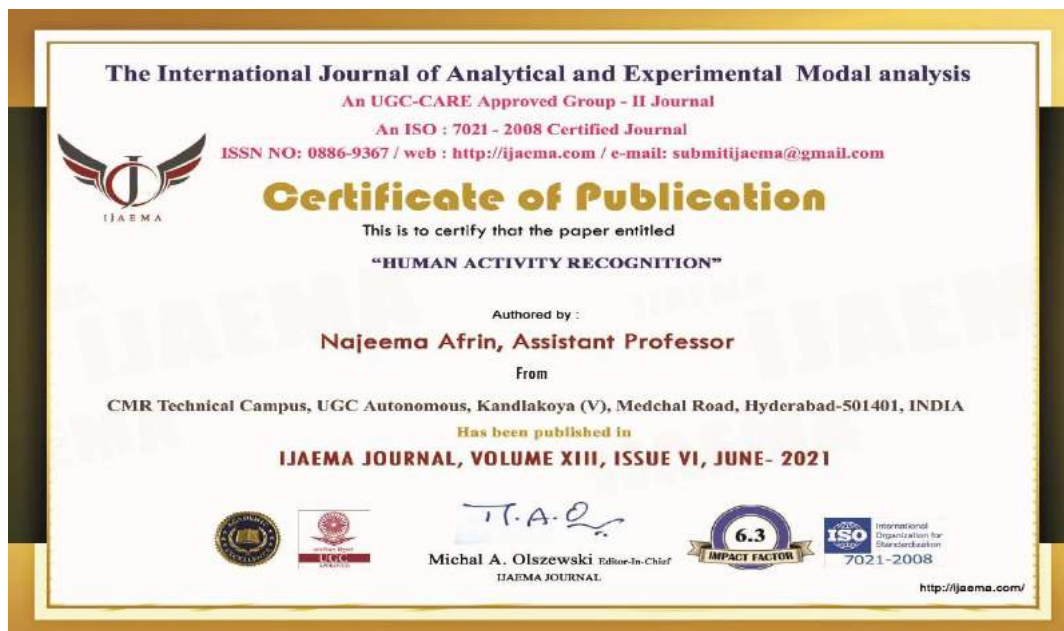 The International Journal of Analytical and Experimental Modal analysis
An UGC-CARE Approved Group - II Journal
An ISO : 7021 - 2008 Certified Journal
ISSN NO: 0886-9367 / web : http://ijaema.com / e-mail: submitijaema@gmail.com
IJAEMA
Certificate of Publication
This is to certify that the paper entitled
“HUMAN ACTIVITY RECOGNITION”
Authored by :
Najeema Afrin, Assistant Professor
From
CMR Technical Campus, UGC Autonomous, Kandlakoya (V), Medchal Road, Hyderabad-501401, INDIA
Has been published in
IJAEMA JOURNAL, VOLUME XIII, ISSUE VI, JUNE- 2021
UGC
M.A.O
Michal A. Olszewski Editor-In-Chief
IJAEMA JOURNAL
6.3
IMPACT FACTOR
ISO
International
Organization for
Standardization
7021-2008
http://ijaema.com/